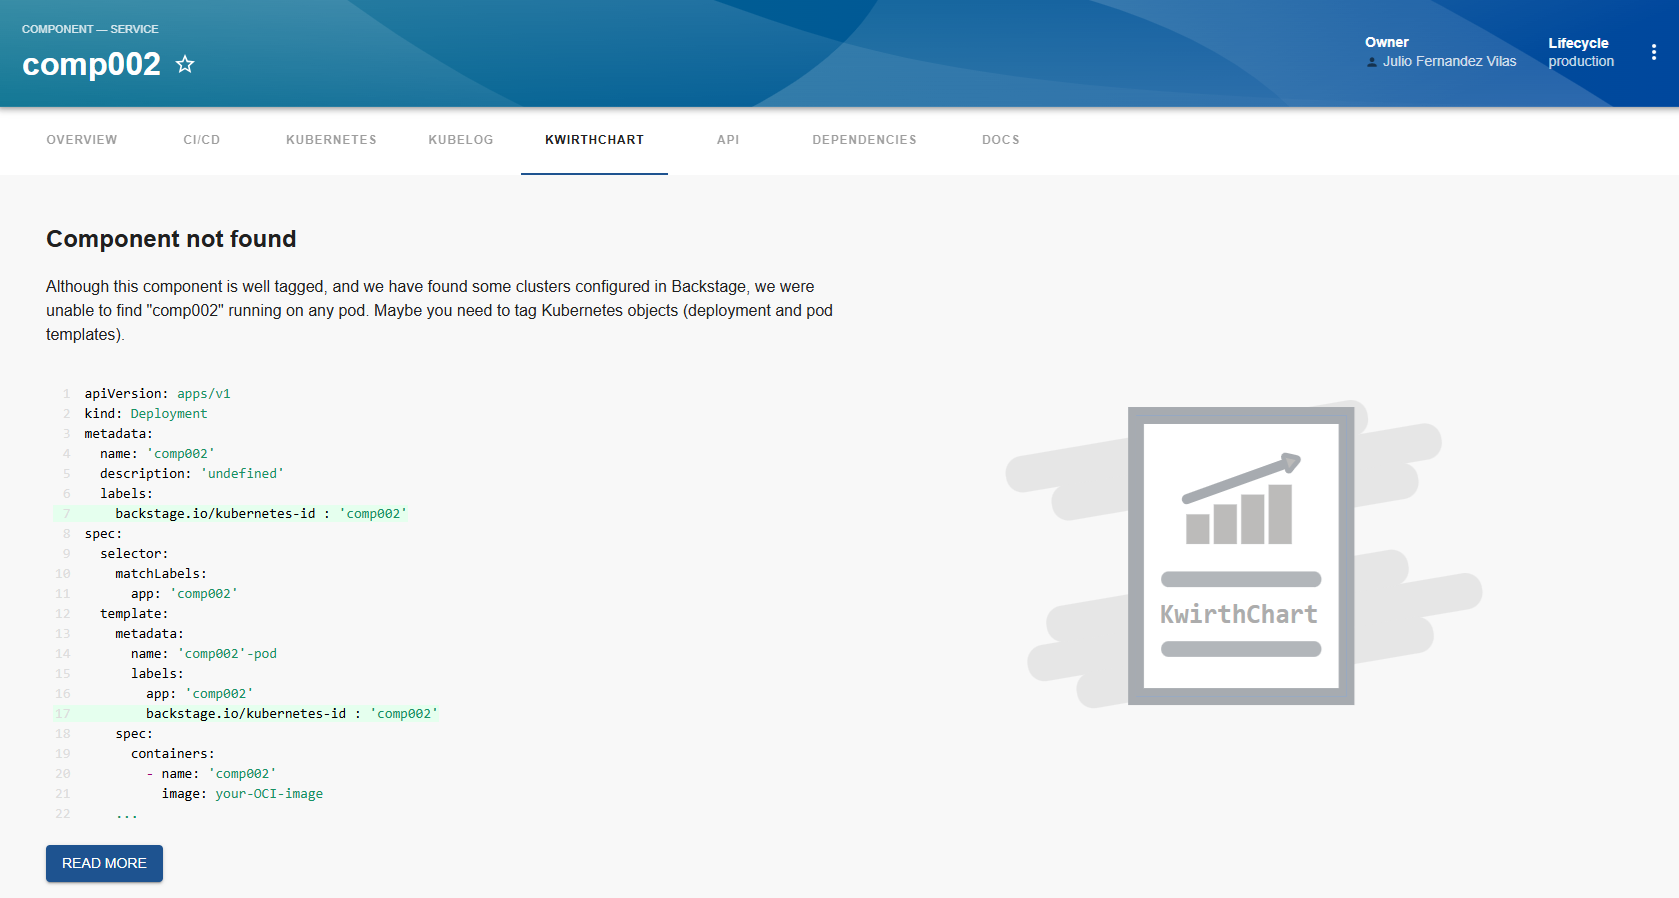 COMPONENT — SERVICE
comp002
Owner
Julio Fernandez Vilas
Lifecycle
production
OVERVIEW
CI/CD
KUBERNETES
KUBELOG
KWIRTHCHART
API
DEPENDENCIES
DOCS
Component not found
Although this component is well tagged, and we have found some clusters configured in Backstage, we were
unable to find "comp002" running on any pod. Maybe you need to tag Kubernetes objects (deployment and pod
templates).
1 apiVersion: apps/v1
2 kind: Deployment
3 metadata:
4   name: 'comp002'
5   description: 'undefined'
6   labels:
7     backstage.io/kubernetes-id : 'comp002'
8 spec:
9   selector:
10     matchLabels:
11       app: 'comp002'
12   template:
13     metadata:
14       name: 'comp002'-pod
15       labels:
16         app: 'comp002'
17         backstage.io/kubernetes-id : 'comp002'
18     spec:
19       containers:
20         - name: 'comp002'
21           image: your-OCI-image
22     ...
KwirthChart
READ MORE